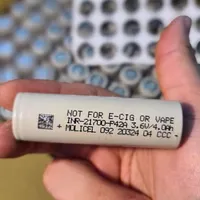 NOT FOR E-CIG OR VAPE
INR-21700-P42A 3.6V/4.0Ah
+ MOLICEL 092 20324 04 CCC -